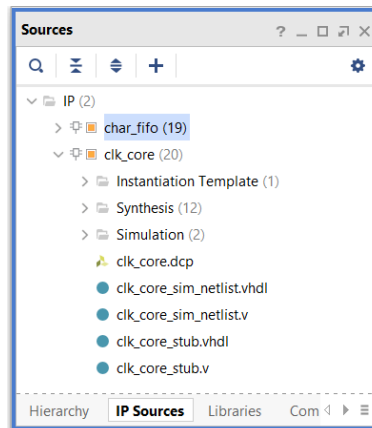 Sources
IP (2)
char_fifo (19)
clk_core (20)
Instantiation Template (1)
Synthesis (12)
Simulation (2)
clk_core.dcp
clk_core_sim_netlist.vhdl
clk_core_sim_netlist.v
clk_core_stub.vhdl
clk_core_stub.v
Hierarchy IP Sources Libraries Com